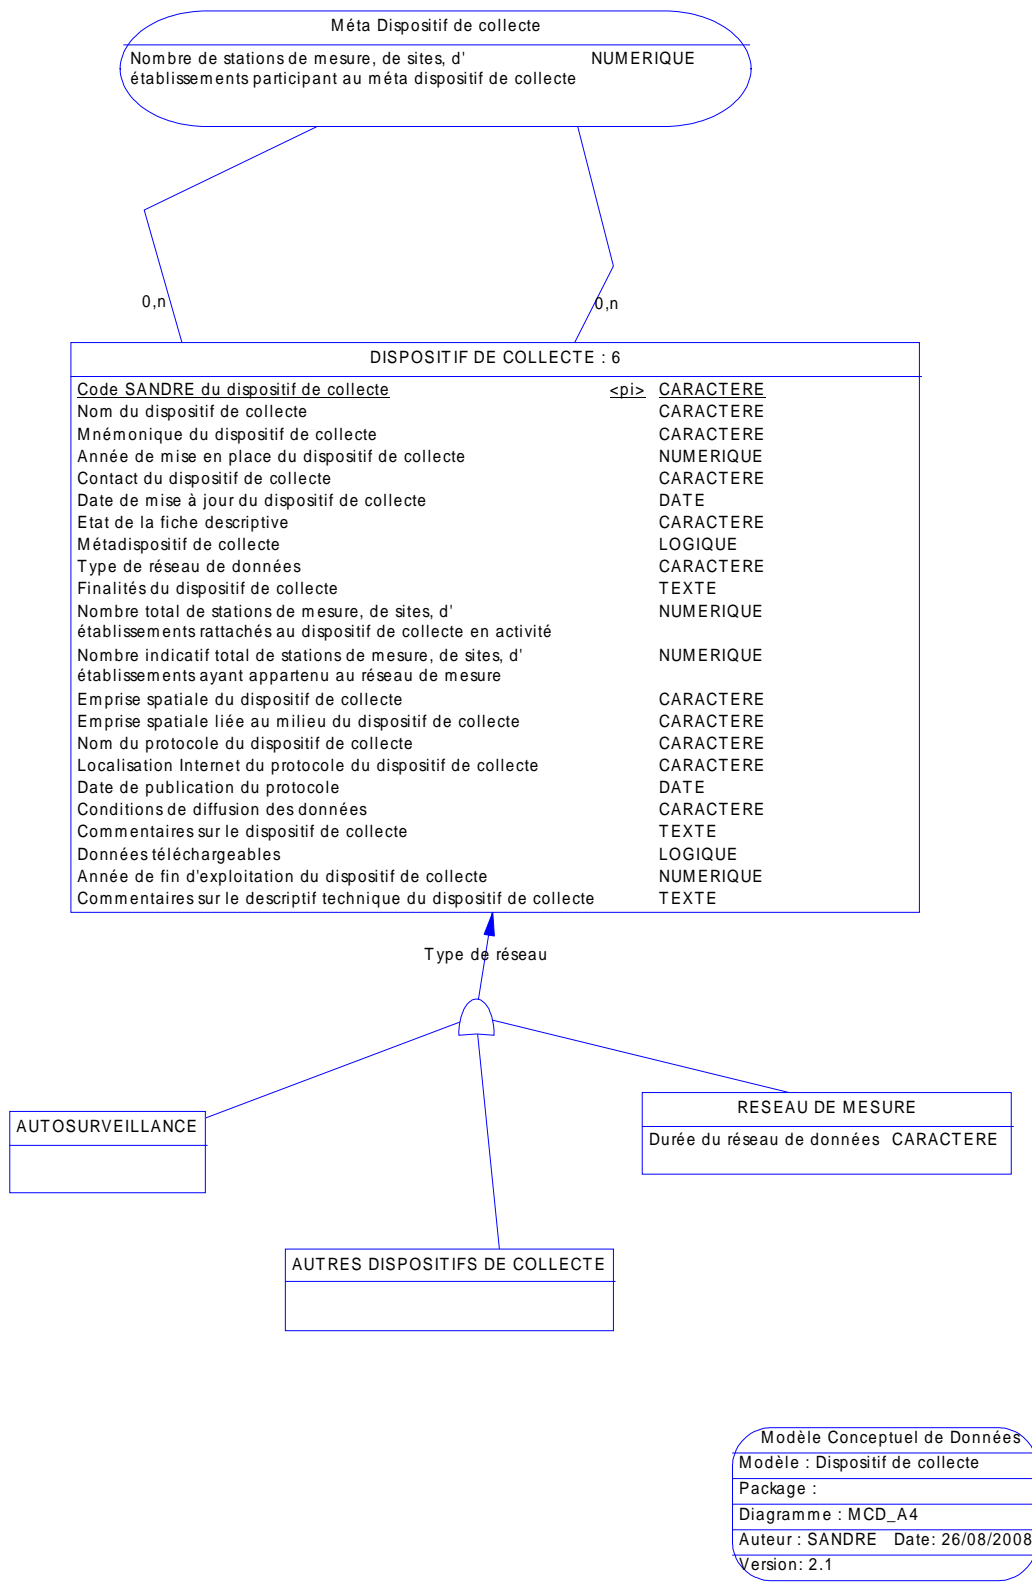 Méta Dispositif de collecte
Nombre de stations de mesure, de sites, d' NUMERIQUE
établissements participant au méta dispositif de collecte
0,n
0,n
DISPOSITIF DE COLLECTE : 6
Code SANDRE du dispositif de collecte <pi> CARACTERE
Nom du dispositif de collecte CARACTERE
Mnémonique du dispositif de collecte CARACTERE
Année de mise en place du dispositif de collecte NUMERIQUE
Contact du dispositif de collecte CARACTERE
Date de mise à jour du dispositif de collecte DATE
Etat de la fiche descriptive CARACTERE
Métadispositif de collecte LOGIQUE
Type de réseau de données CARACTERE
Finalités du dispositif de collecte TEXTE
Nombre total de stations de mesure, de sites, d' NUMERIQUE
établissements rattachés au dispositif de collecte en activité
Nombre indicatif total de stations de mesure, de sites, d' NUMERIQUE
établissements ayant appartenu au réseau de mesure
Emprise spatiale du dispositif de collecte CARACTERE
Emprise spatiale liée au milieu du dispositif de collecte CARACTERE
Nom du protocole du dispositif de collecte CARACTERE
Localisation Internet du protocole du dispositif de collecte CARACTERE
Date de publication du protocole DATE
Conditions de diffusion des données CARACTERE
Commentaires sur le dispositif de collecte TEXTE
Données téléchargeables LOGIQUE
Année de fin d'exploitation du dispositif de collecte NUMERIQUE
Commentaires sur le descriptif technique du dispositif de collecte TEXTE
Type de réseau
RESEAU DE MESURE
Durée du réseau de données CARACTERE
AUTOSURVEILLANCE
AUTRES DISPOSITIFS DE COLLECTE
Modèle Conceptuel de Données
Modèle : Dispositif de collecte
Package :
Diagramme : MCD_A4
Auteur : SANDRE Date: 26/08/2008
Version: 2.1